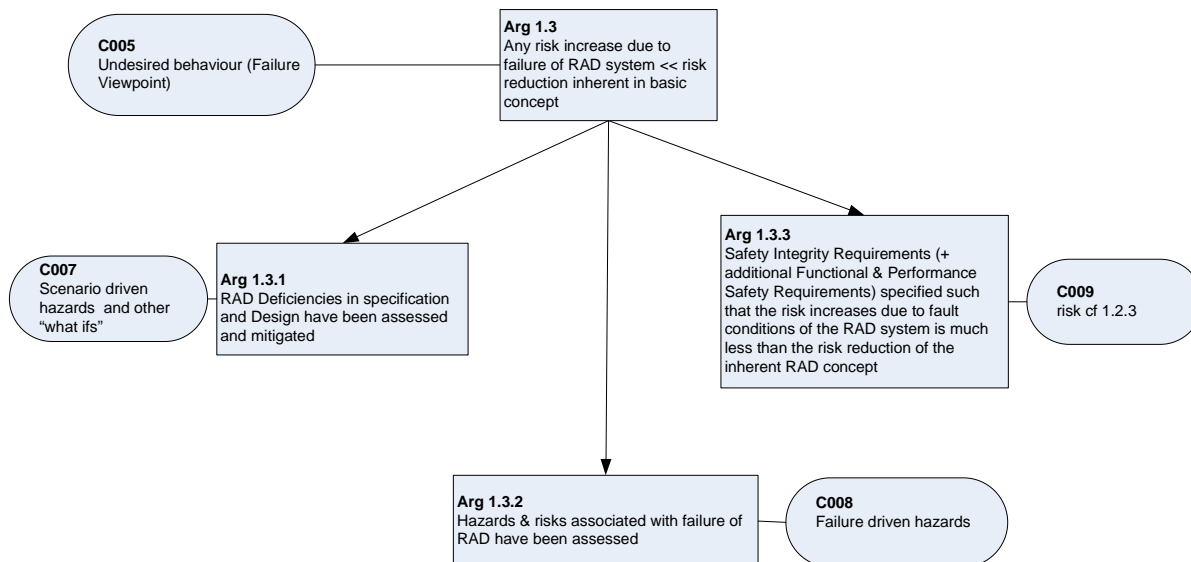 C005
Undesired behaviour (Failure
Viewpoint)
Arg 1.3
Any risk increase due to
failure of RAD system << risk
reduction inherent in basic
concept
C007
Scenario driven
hazards and other
“what ifs”
Arg 1.3.1
RAD Deficiencies in specification
and Design have been assessed
and mitigated
Arg 1.3.3
Safety Integrity Requirements (+
additional Functional & Performance
Safety Requirements) specified such
that the risk increases due to fault
conditions of the RAD system is much
less than the risk reduction of the
inherent RAD concept
C009
risk cf 1.2.3
Arg 1.3.2
Hazards & risks associated with failure of
RAD have been assessed
C008
Failure driven hazards